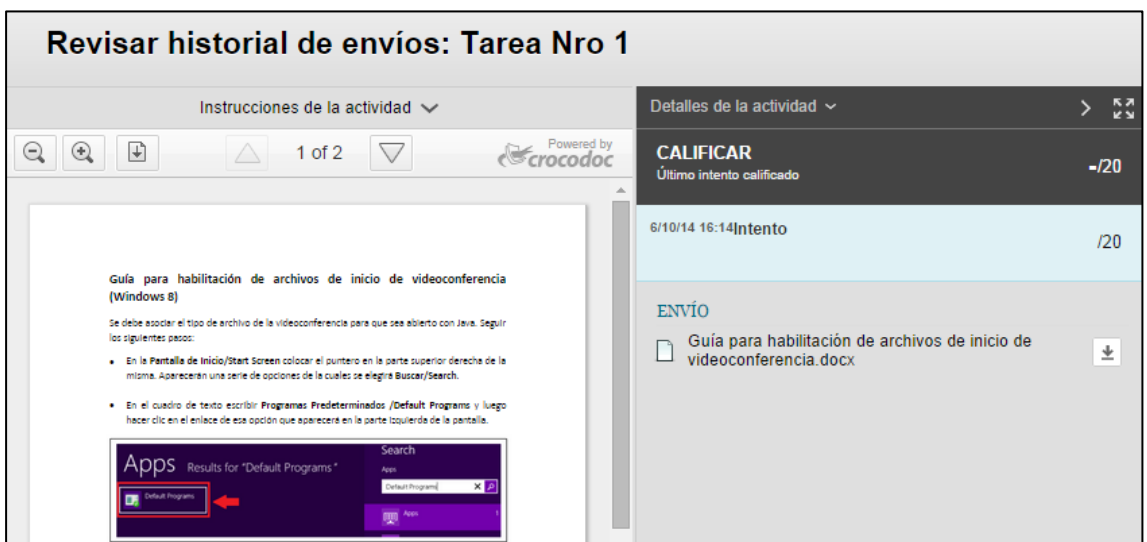 Revisar historial de envíos: Tarea Nro 1
Instrucciones de la actividad
1 of 2
Powered by
crocodoc
Guía para habilitación de archivos de inicio de videoconferencia
(Windows 8)
Se debe asociar el tipo de archivo de la videoconferencia para que sea abierto con Java. Seguir
los siguientes pasos:
• En la Pantalla de Inicio/Start Screen colocar el puntero en la parte superior derecha de la
misma. Aparecerán una serie de opciones de la cuales se elegirá Buscar/Search.
• En el cuadro de texto escribir Programas Predeterminados /Default Programs y luego
hacer clic en el enlace de esa opción que aparecerá en la parte izquierda de la pantalla.
Apps Results for "Default Programs"
Default Programs
Search
Apps
Default Programs
Apps 1
Detalles de la actividad
CALIFICAR
Último intento calificado
-/20
6/10/14 16:14Intento
/20
ENVÍO
Guía para habilitación de archivos de inicio de
videoconferencia.docx